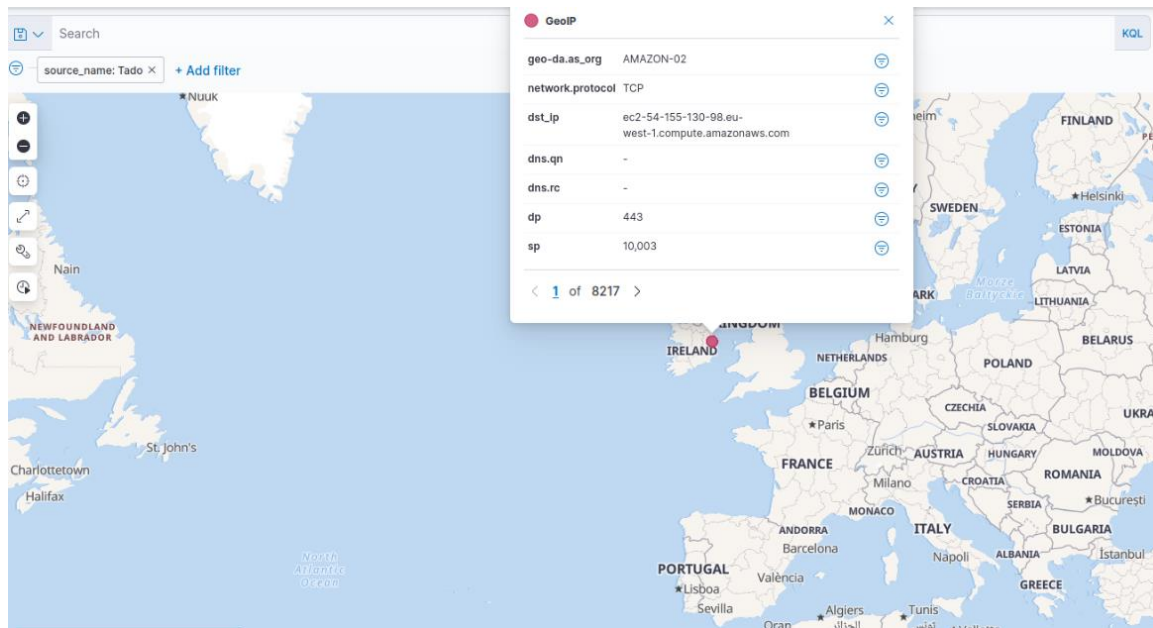 GeoIP
Search
KQL
source_name: Tado
+ Add filter
geo-da.as_org AMAZON-02
network.protocol TCP
dst_ip ec2-54-155-130-98.eu-
west-1.compute.amazonaws.com
dns.qn -
dns.rc -
dp 443
sp 10,003
1 of 8217
Nuuk
FINLAND
Helsinki
SWEDEN
ESTONIA
Nain
Morze
Bałtyckie
LATVIA
LITHUANIA
NEWFOUNDLAND
AND LABRADOR
IRELAND
Hamburg
BELARUS
NETHERLANDS
POLAND
BELGIUM
CZECHIA
Paris
SLOVAKIA
St. John's
Zürich
AUSTRIA
HUNGARY
MOLDOVA
Charlottetown
FRANCE
ROMANIA
Halifax
Milano
CROATIA
SERBIA
București
MONACO
ANDORRA
ITALY
BULGARIA
Barcelona
North
Atlantic
Ocean
Napoli
ALBANIA
İstanbul
PORTUGAL
València
GREECE
Lisboa
Sevilla
Algiers
Tunis